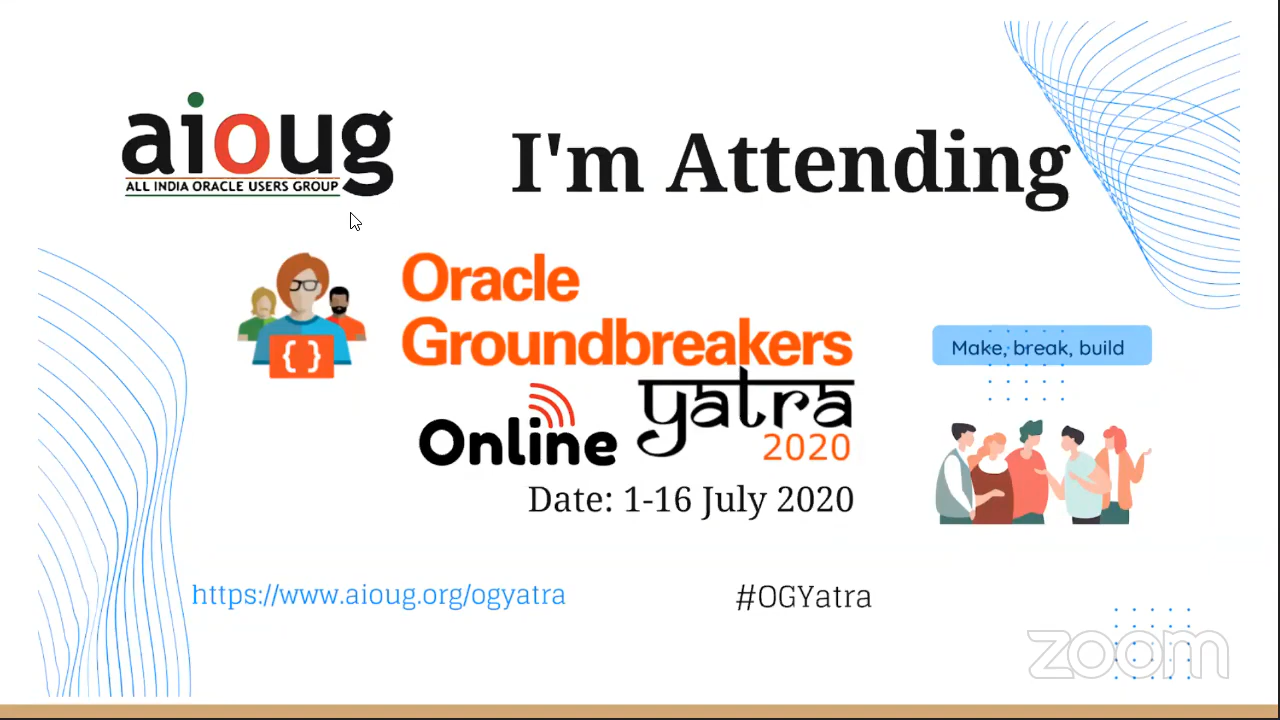 aioug
ALL INDIA ORACLE USERS GROUP
I'm Attending
{ }
Oracle
Groundbreakers
Online yatra
2020
Date: 1-16 July 2020
Make, break, build
https://www.aioug.org/ogyatra
#OGYatra
zoom